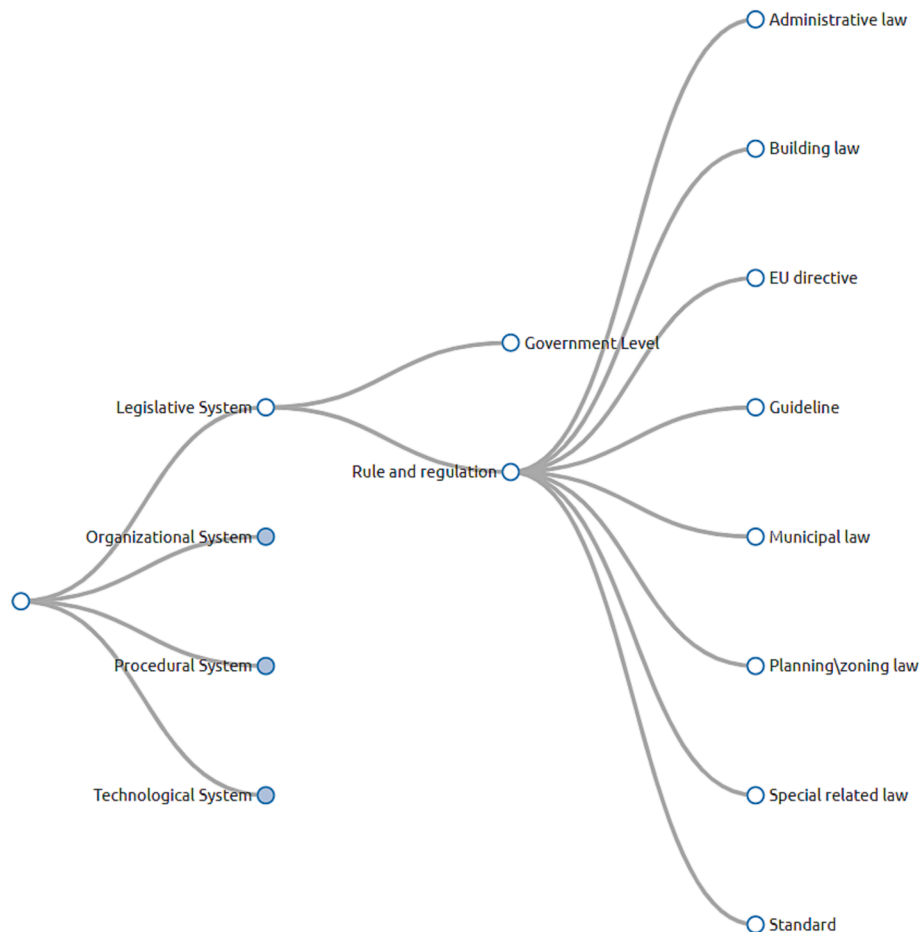 Administrative law
Building law
EU directive
Government Level
Legislative System
Guideline
Rule and regulation
Organizational System
Municipal law
Procedural System
Planning\zoning law
Technological System
Special related law
Standard